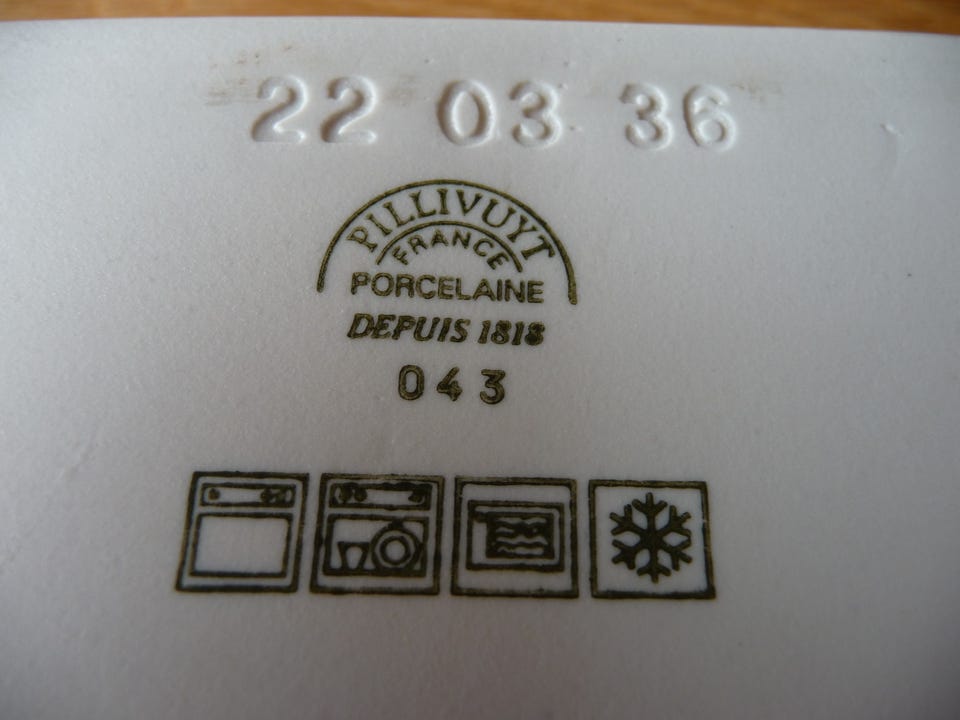 22 03 36
PILLIVUYT
FRANCE
PORCELAINE
DEPUIS 1818
043